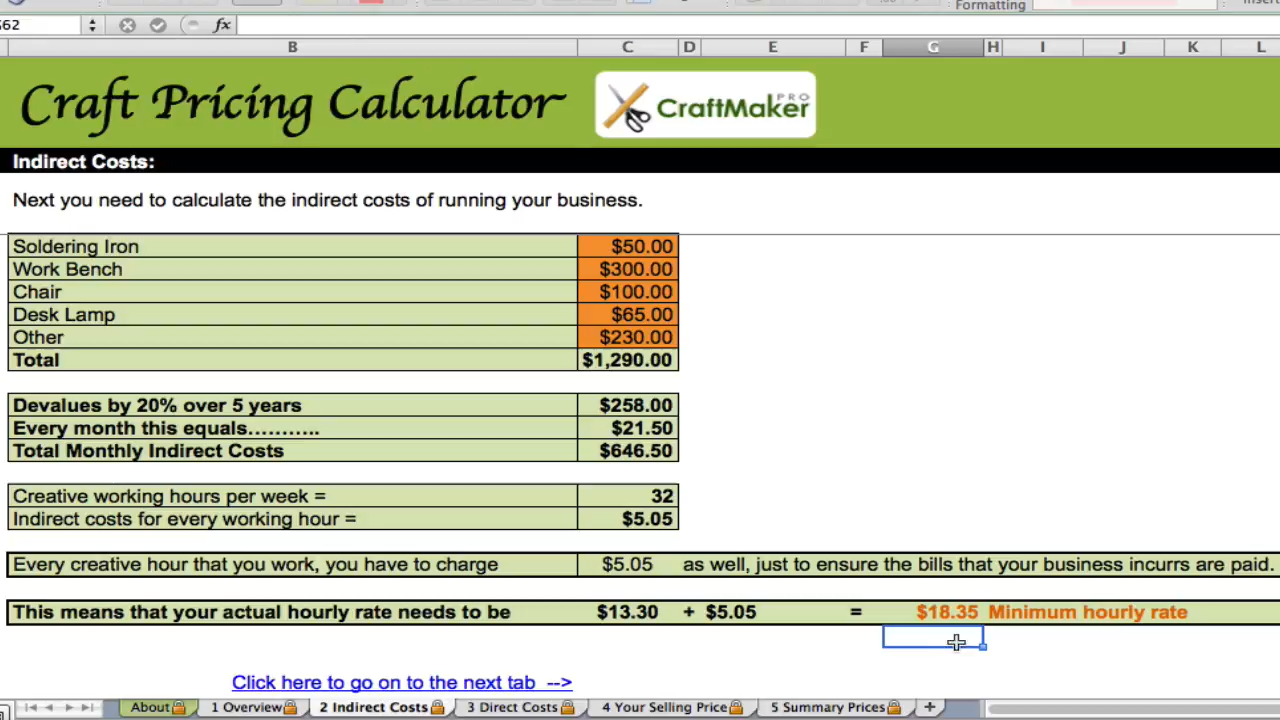 Formatting
G62
fx
B C D E F G H I J K L
Craft Pricing Calculator
CraftMaker PRO
Indirect Costs:
Next you need to calculate the indirect costs of running your business.
Soldering Iron $50.00
Work Bench $300.00
Chair $100.00
Desk Lamp $65.00
Other $230.00
Total $1,290.00
Devalues by 20% over 5 years $258.00
Every month this equals……….. $21.50
Total Monthly Indirect Costs $646.50
Creative working hours per week = 32
Indirect costs for every working hour = $5.05
Every creative hour that you work, you have to charge $5.05 as well, just to ensure the bills that your business incurrs are paid.
This means that your actual hourly rate needs to be $13.30 + $5.05 = $18.35 Minimum hourly rate
Click here to go on to the next tab -->
About 1 Overview 2 Indirect Costs 3 Direct Costs 4 Your Selling Price 5 Summary Prices +